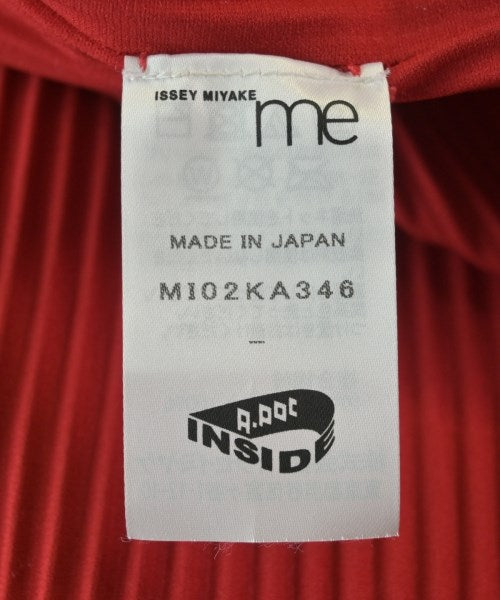 ISSEY MIYAKE
me
MADE IN JAPAN
MI02KA346
A.POC
INSIDE